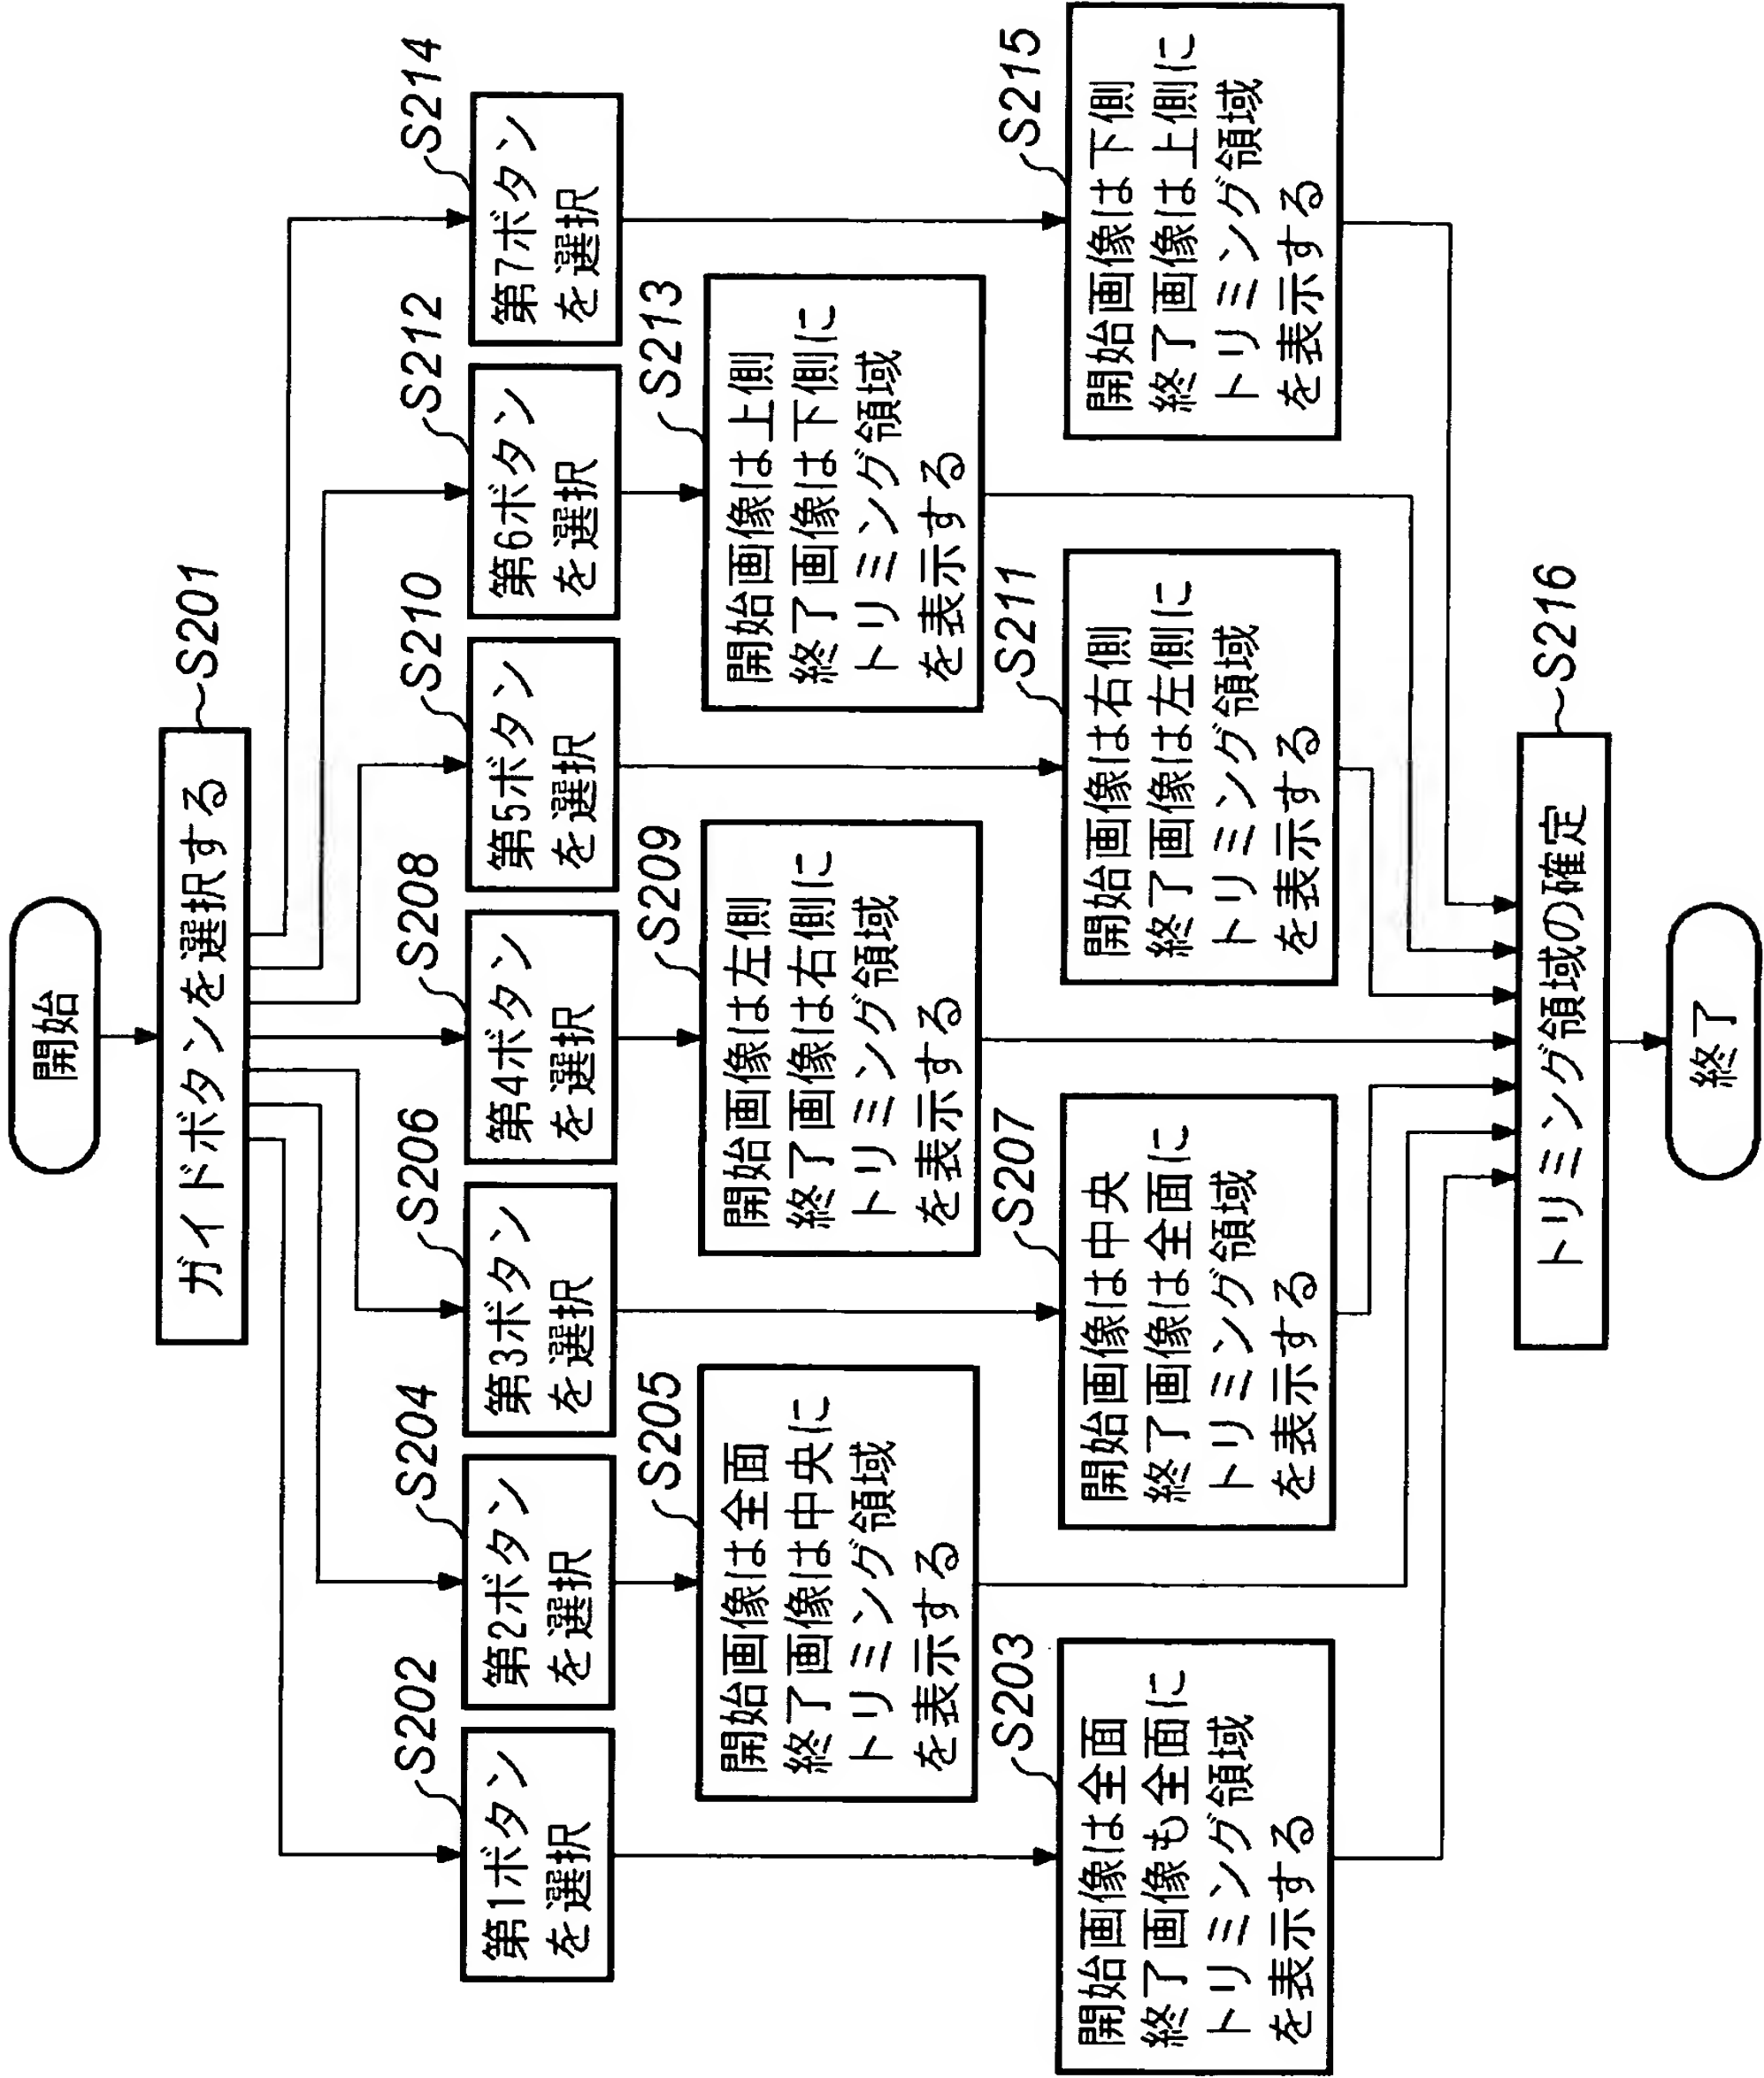 開始
ガイドボタンを選択する
S201
S202
第1ボタン
を選択
S204
第2ボタン
を選択
S206
第3ボタン
を選択
S208
第4ボタン
を選択
S210
第5ボタン
を選択
S212
第6ボタン
を選択
S214
第7ボタン
を選択
S205
開始画像は全面
終了画像は中央に
トリミング領域
を表示する
S209
開始画像は左側
終了画像は右側に
トリミング領域
を表示する
S213
開始画像は上側
終了画像は下側に
トリミング領域
を表示する
S203
開始画像は全面
終了画像も全面に
トリミング領域
を表示する
S207
開始画像は中央
終了画像は全面に
トリミング領域
を表示する
S211
開始画像は右側
終了画像は左側に
トリミング領域
を表示する
S215
開始画像は下側
終了画像は上側に
トリミング領域
を表示する
トリミング領域の確定
S216
終了